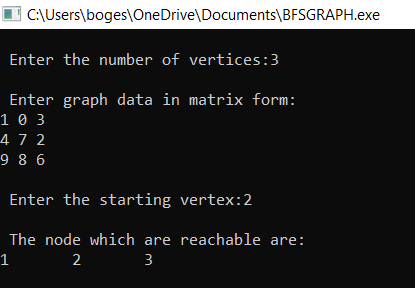 C:\Users\boges\OneDrive\Documents\BFSGRAPH.exe
Enter the number of vertices:3
Enter graph data in matrix form:
1 0 3
4 7 2
9 8 6
Enter the starting vertex:2
The node which are reachable are:
1 2 3